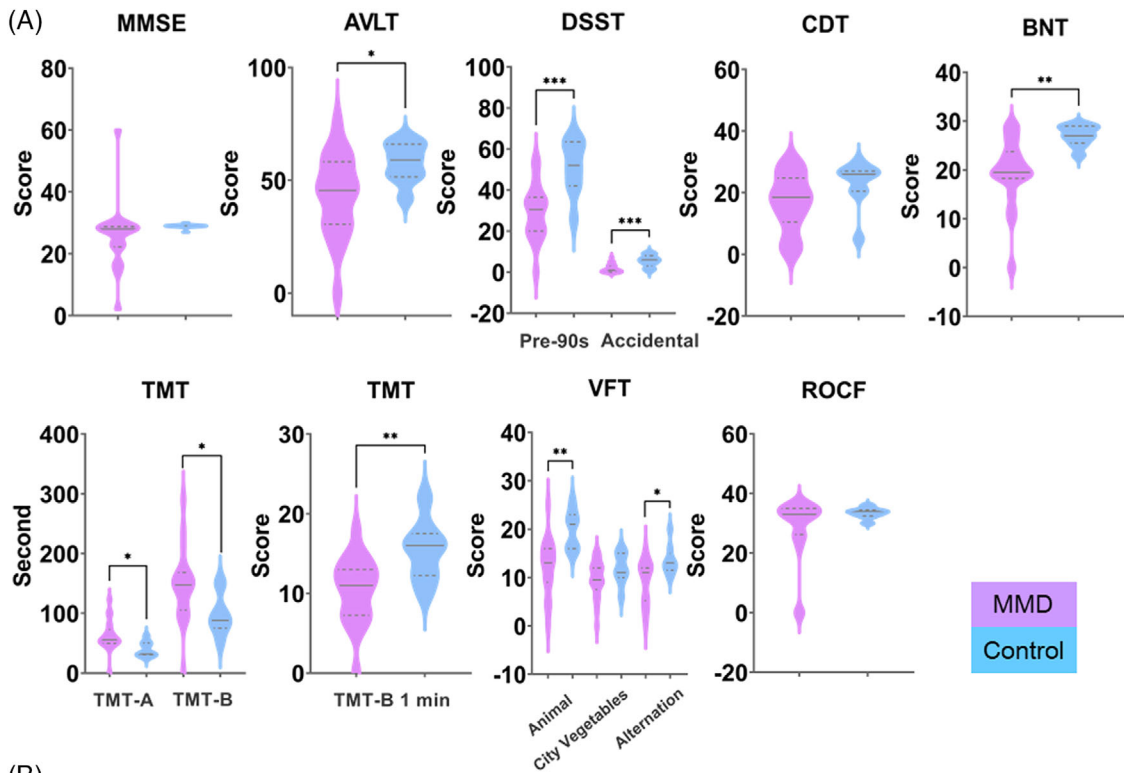 (A)
MMSE
AVLT
DSST
CDT
BNT
Score
80
60
40
20
0
Score
100
50
0
*
Score
100
80
60
40
20
0
-20
***
***
Pre-90s
Accidental
Score
60
40
20
0
-20
Score
40
30
20
10
0
-10
**
TMT
TMT
VFT
ROCF
Second
400
300
200
100
0
*
*
TMT-A
TMT-B
Score
30
20
10
0
**
TMT-B 1 min
Score
40
30
20
10
0
-10
**
*
Animal
City Vegetables
Alternation
Score
60
40
20
0
-20
MMD
Control